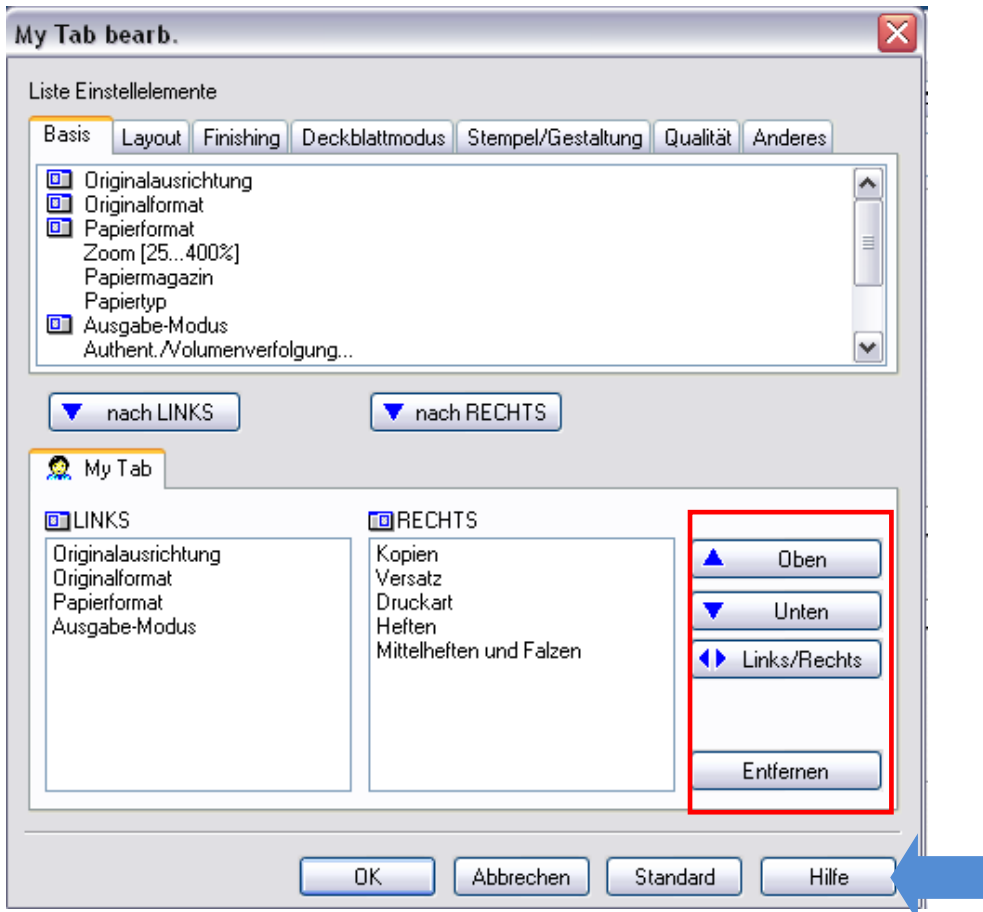 My Tab bearb.
Liste Einstellelemente
Basis Layout Finishing Deckblattmodus Stempel/Gestaltung Qualität Anderes
Originalausrichtung
Originalformat
Papierformat
Zoom [25...400%]
Papiermagazin
Papiertyp
Ausgabe-Modus
Authent./Volumenverfolgung...
nach LINKS nach RECHTS
My Tab
LINKS
Originalausrichtung
Originalformat
Papierformat
Ausgabe-Modus
RECHTS
Kopien
Versatz
Druckart
Heften
Mittelheften und Falzen
Oben
Unten
Links/Rechts
Entfernen
OK Abbrechen Standard Hilfe